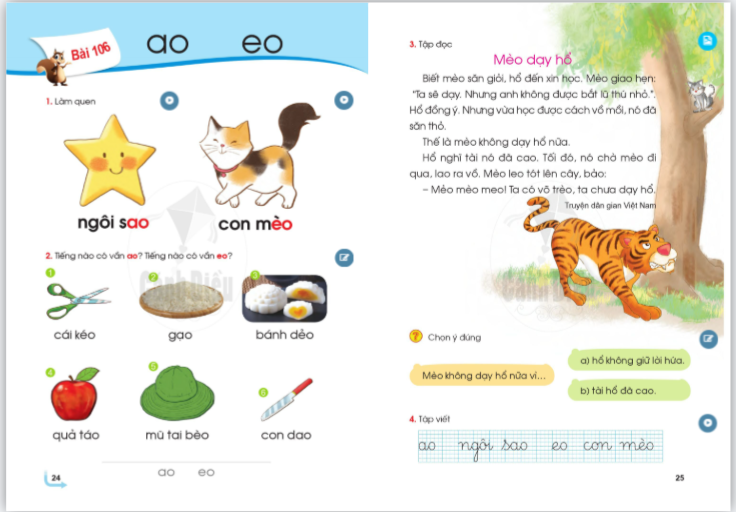 Bài 106
ao eo
1. Làm quen
ngôi sao
con mèo
2. Tiếng nào có vần ao? Tiếng nào có vần eo?
1
2
3
Cánh Diều
cái kéo
gạo
bánh dẻo
4
5
6
quả táo
mũ tai bèo
con dao
ao eo
24
3. Tập đọc
Mèo dạy hổ
Biết mèo săn giỏi, hổ đến xin học. Mèo giao hẹn:
"Ta sẽ dạy. Nhưng anh không được bắt lũ thú nhỏ.".
Hổ đồng ý. Nhưng vừa học được cách vồ mồi, nó đã
săn thỏ.
Thế là mèo không dạy hổ nữa.
Hổ nghĩ tài nó đã cao. Tối đó, nó chờ mèo đi
qua, lao ra vồ. Mèo leo tót lên cây, bảo:
– Mèo mèo meo! Ta có võ trèo, ta chưa dạy hổ.
Truyện dân gian Việt Nam
Cánh Diều
? Chọn ý đúng
Mèo không dạy hổ nữa vì...
a) hổ không giữ lời hứa.
b) tài hổ đã cao.
4. Tập viết
ao ngôi sao eo con mèo
25